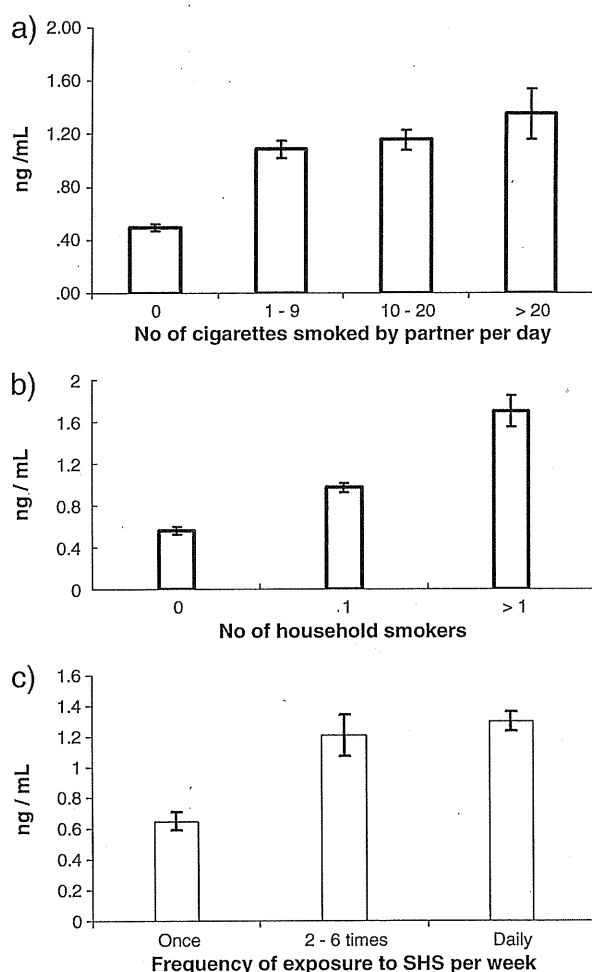 a)
2.00
1.60
1.20
.80
.40
.00
ng /mL
0 1 - 9 10 - 20 > 20
No of cigarettes smoked by partner per day
b)
2
1.6
1.2
0.8
0.4
0
ng / mL
0 1 > 1
No of household smokers
c)
1.6
1.4
1.2
1
0.8
0.6
0.4
0.2
0
ng / mL
Once 2 - 6 times Daily
Frequency of exposure to SHS per week